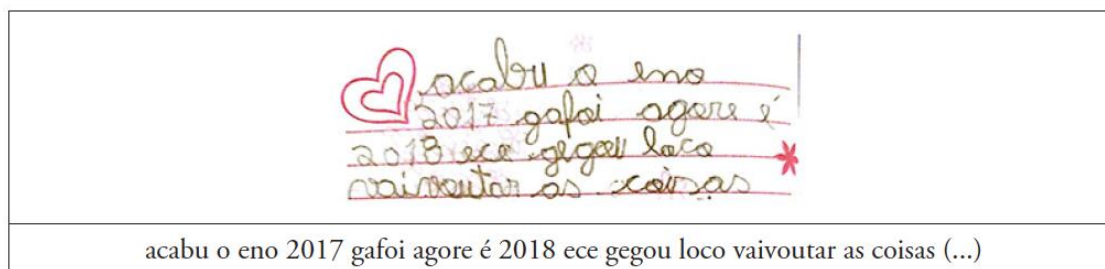 acabu o eno
2017 gafoi agore é
2018 ece gegou loco
vaivoutar as coisas
acabu o eno 2017 gafoi agore é 2018 ece gegou loco vaivoutar as coisas (...)